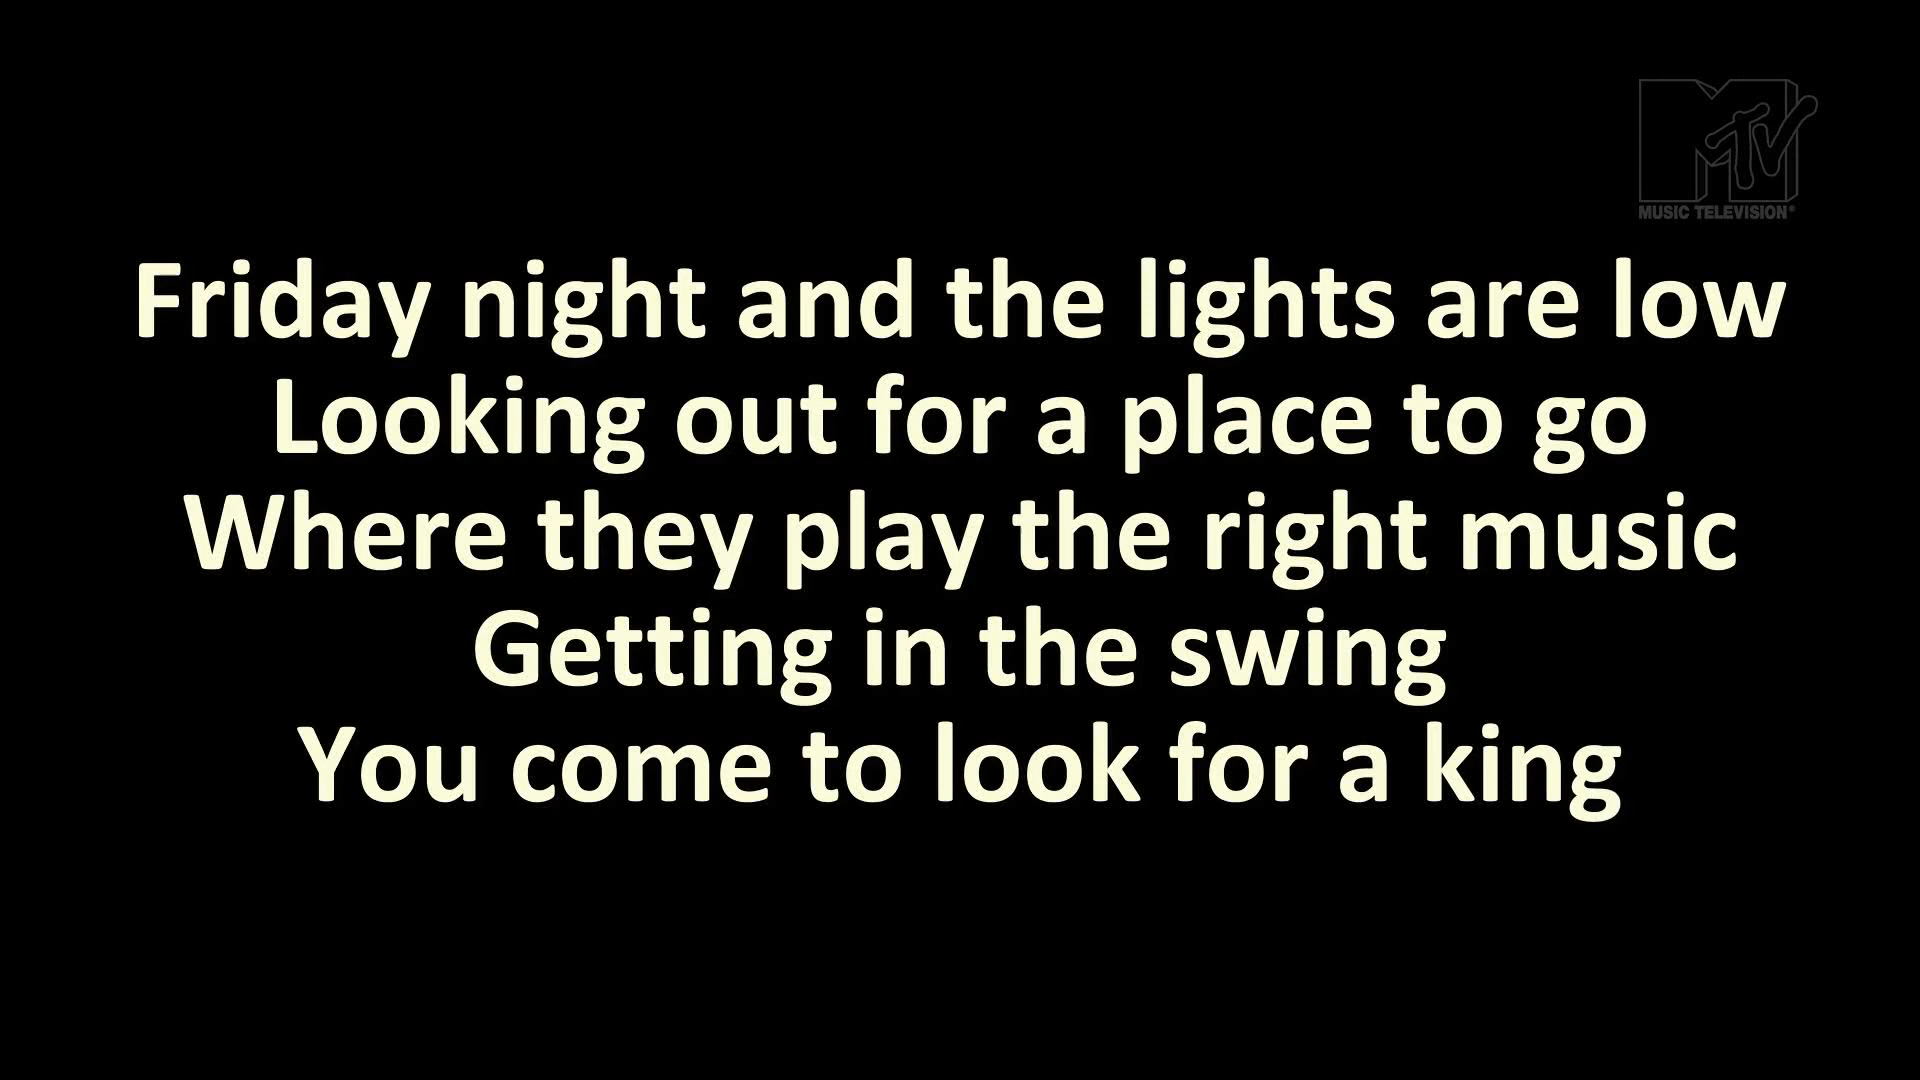 MTV
MUSIC TELEVISION®
Friday night and the lights are low
Looking out for a place to go
Where they play the right music
Getting in the swing
You come to look for a king